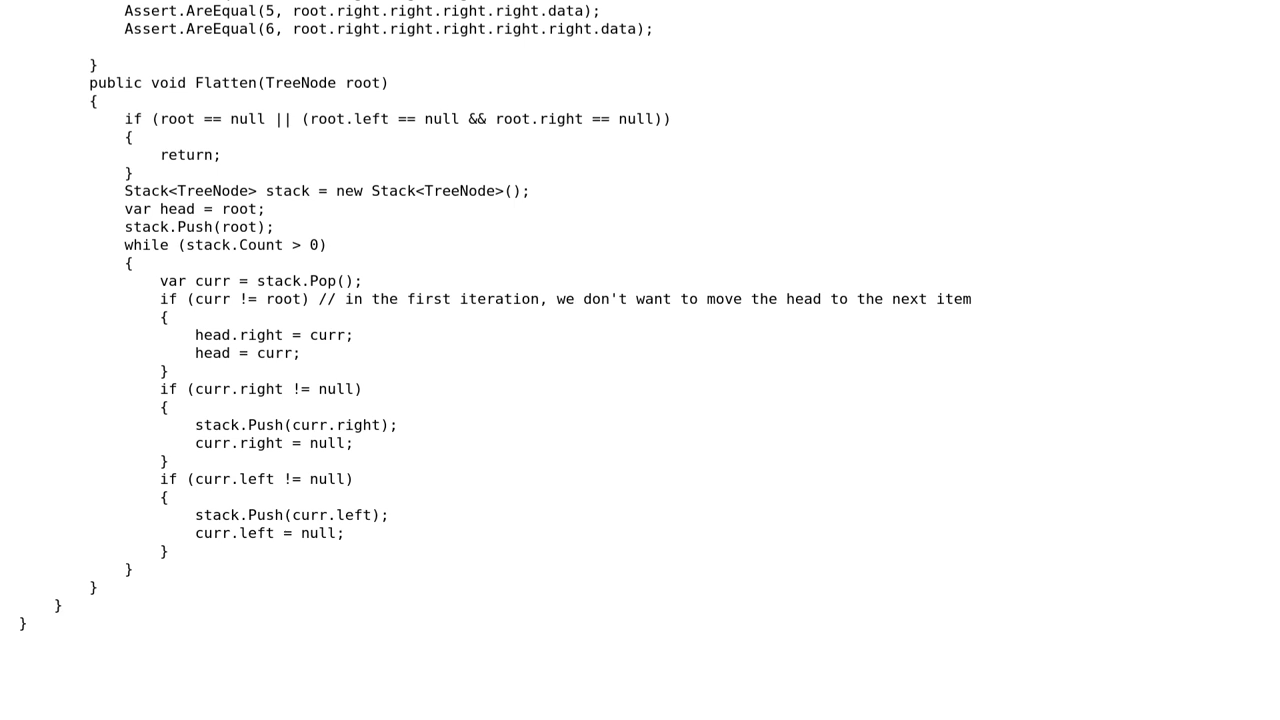 Assert.AreEqual(5, root.right.right.right.right.data);
            Assert.AreEqual(6, root.right.right.right.right.right.data);

        }
        public void Flatten(TreeNode root)
        {
            if (root == null || (root.left == null && root.right == null))
            {
                return;
            }
            Stack<TreeNode> stack = new Stack<TreeNode>();
            var head = root;
            stack.Push(root);
            while (stack.Count > 0)
            {
                var curr = stack.Pop();
                if (curr != root) // in the first iteration, we don't want to move the head to the next item
                {
                    head.right = curr;
                    head = curr;
                }
                if (curr.right != null)
                {
                    stack.Push(curr.right);
                    curr.right = null;
                }
                if (curr.left != null)
                {
                    stack.Push(curr.left);
                    curr.left = null;
                }
            }
        }
    }
}